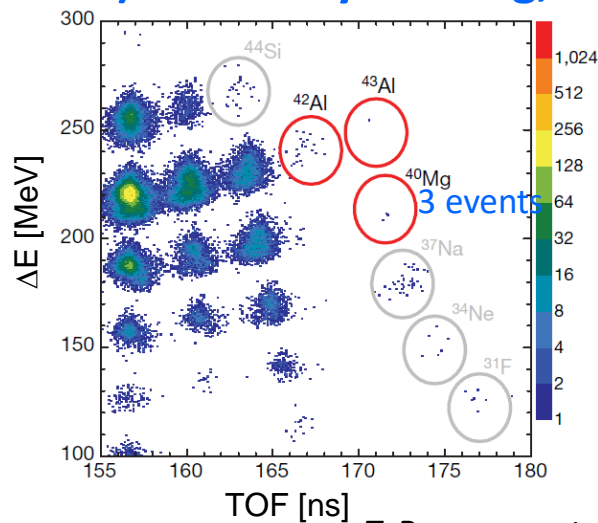 300
250
200
150
100
ΔE [MeV]
155
160
165
170
175
180
TOF [ns]
⁴⁴Si
⁴²Al
⁴³Al
⁴⁰Mg
3 events
³⁷Na
³⁴Ne
³¹F
1,024
512
256
128
64
32
16
8
4
2
1